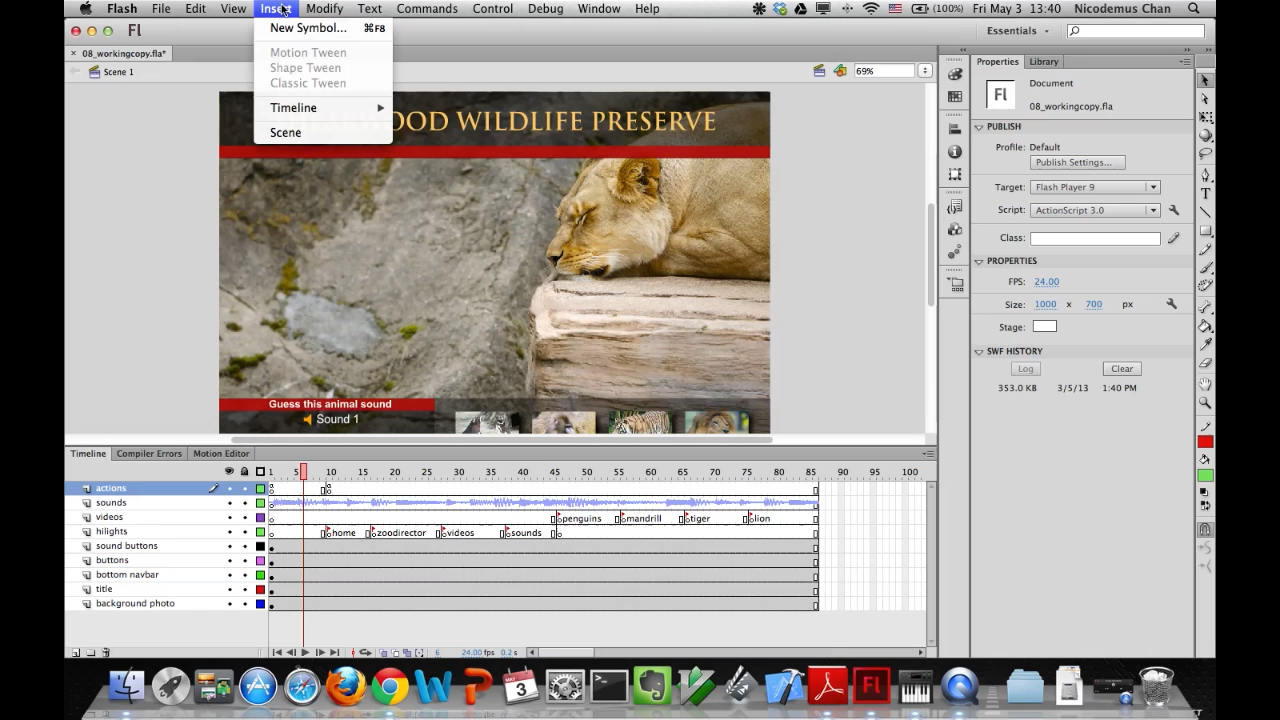 Flash File Edit View Insert Modify Text Commands Control Debug Window Help (100%) Fri May 3 13:40 Nicodemus Chan
New Symbol... ⌘F8
Motion Tween
Shape Tween
Classic Tween
Timeline
Scene
Fl Essentials
08_workingcopy.fla*
Scene 1 69%
OOD WILDLIFE PRESERVE
Guess this animal sound
Sound 1
Properties Library
Fl Document
08_workingcopy.fla
PUBLISH
Profile: Default
Publish Settings...
Target: Flash Player 9
Script: ActionScript 3.0
Class:
PROPERTIES
FPS: 24.00
Size: 1000 x 700 px
Stage:
SWF HISTORY
Log Clear
353.0 KB 3/5/13 1:40 PM
Timeline Compiler Errors Motion Editor
1 5 10 15 20 25 30 35 40 45 50 55 60 65 70 75 80 85 90 95 100
actions
sounds
videos penguins mandrill tiger lion
hilights home zoodirector videos sounds
sound buttons
buttons
bottom navbar
title
background photo
6 24.00 fps 0.2 s
MAY
3
Fl